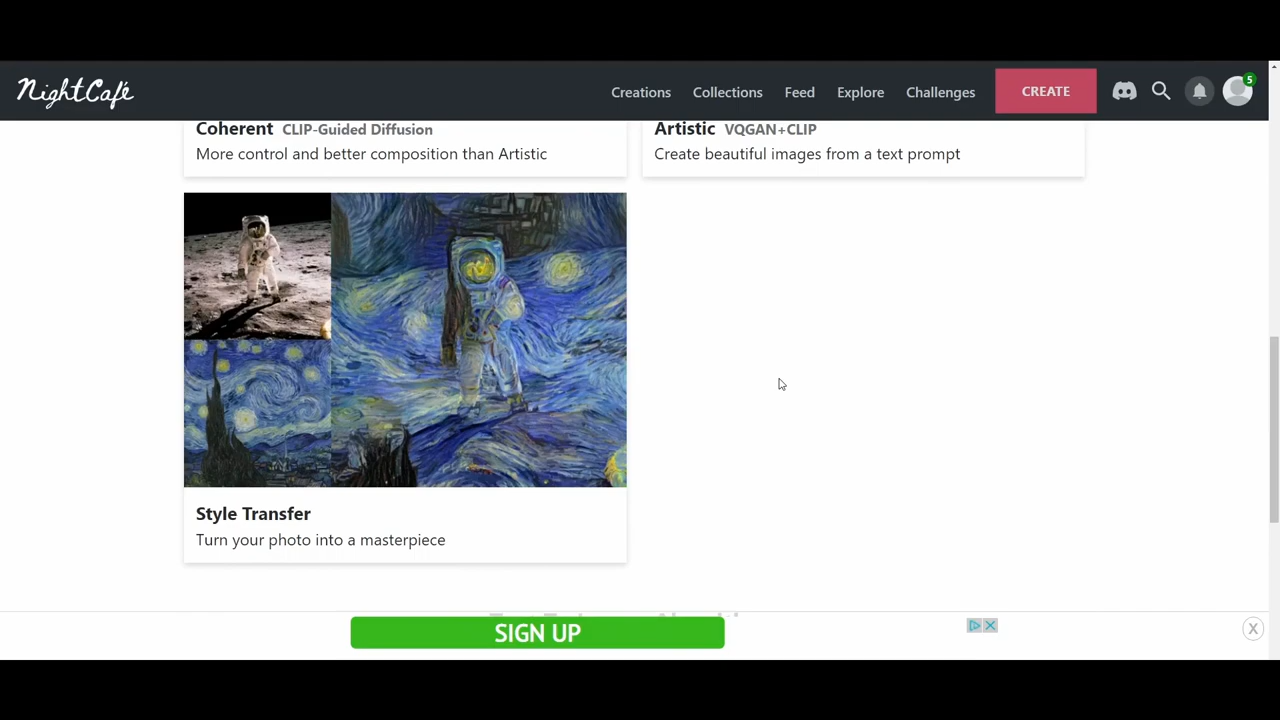 NightCafé
Creations Collections Feed Explore Challenges CREATE 5
Coherent CLIP-Guided Diffusion
More control and better composition than Artistic
Artistic VQGAN+CLIP
Create beautiful images from a text prompt
Style Transfer
Turn your photo into a masterpiece
SIGN UP
X